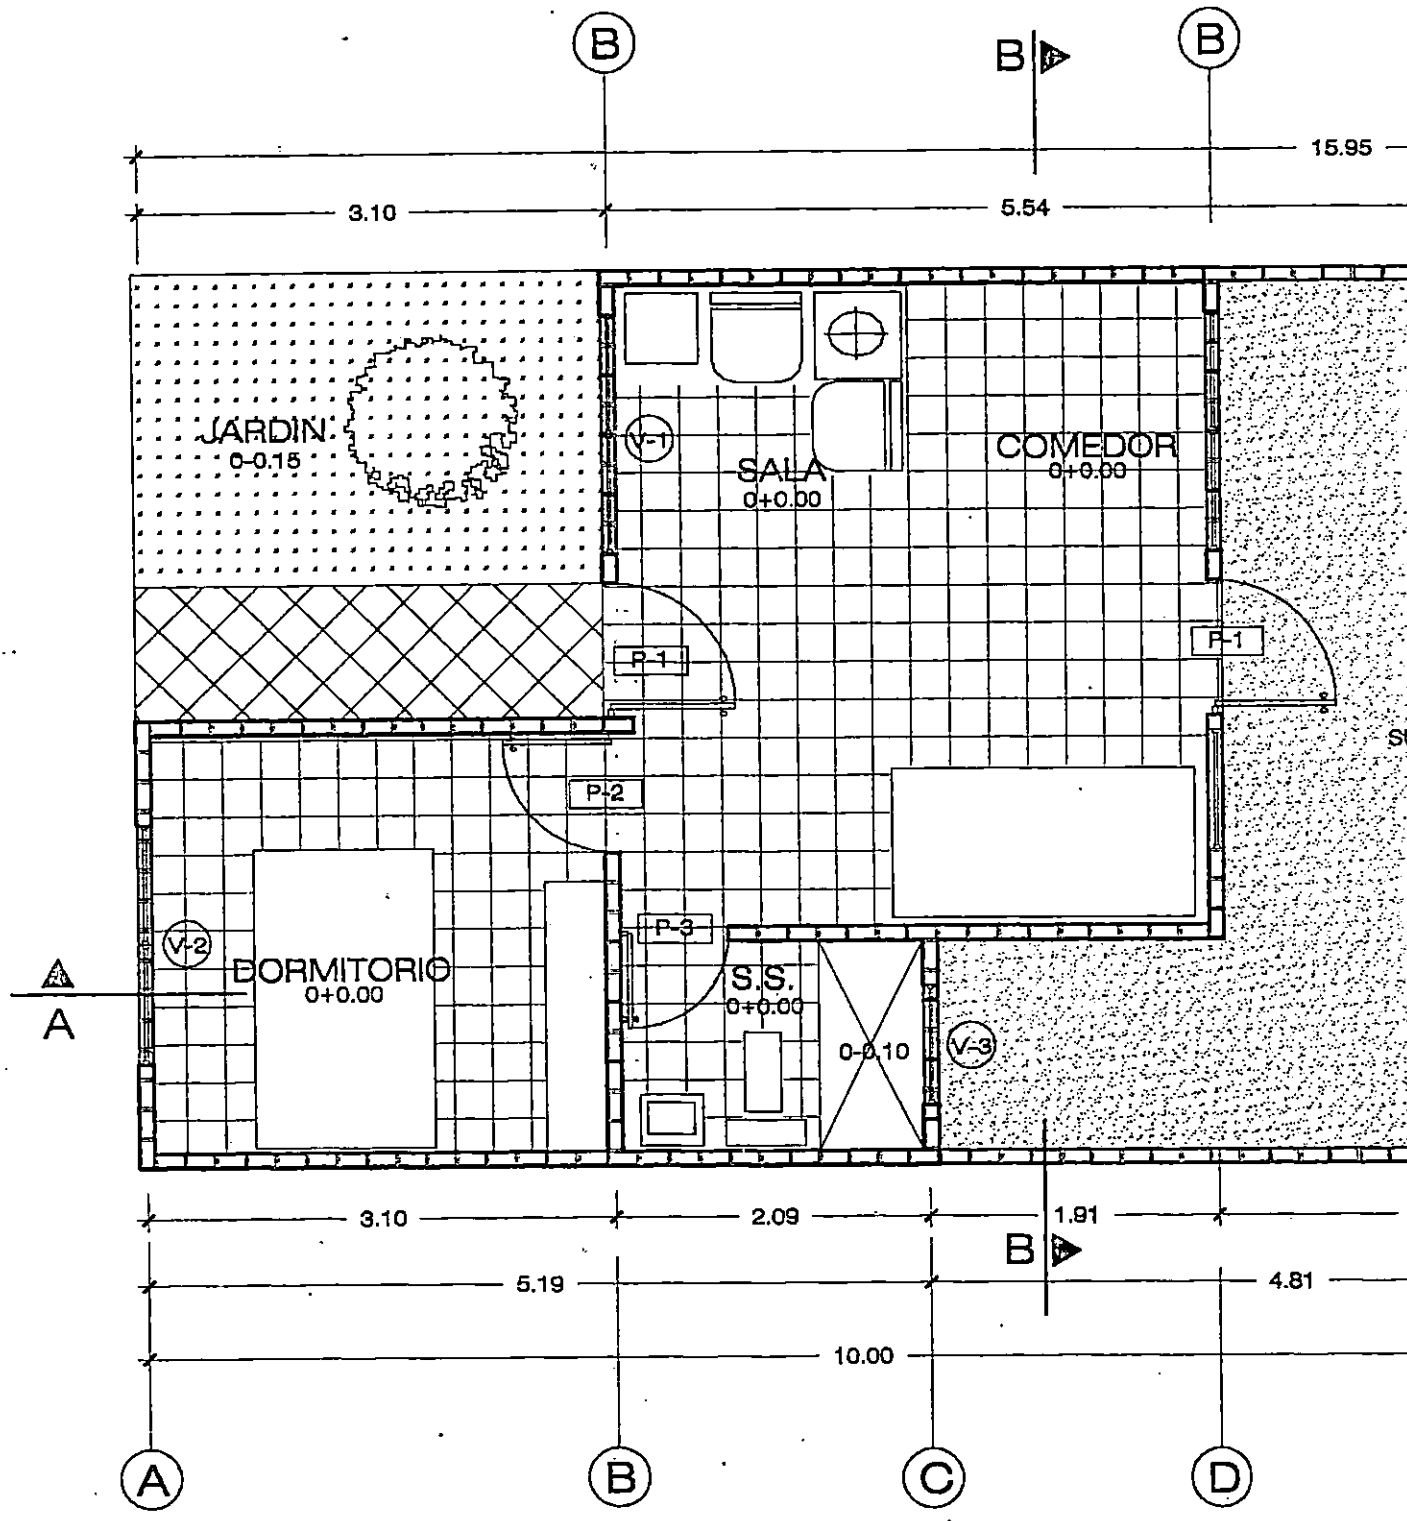 B
B
B
15.95
3.10
5.54
JARDIN
0-0.15
V-1
SALA
0+0.00
COMEDOR
0+0.00
P-1
P-1
P-2
P-3
V-2
DORMITORIO
0+0.00
S.S.
0+0.00
0-0.10
V-3
A
3.10
2.09
1.91
B
5.19
4.81
10.00
A
B
C
D